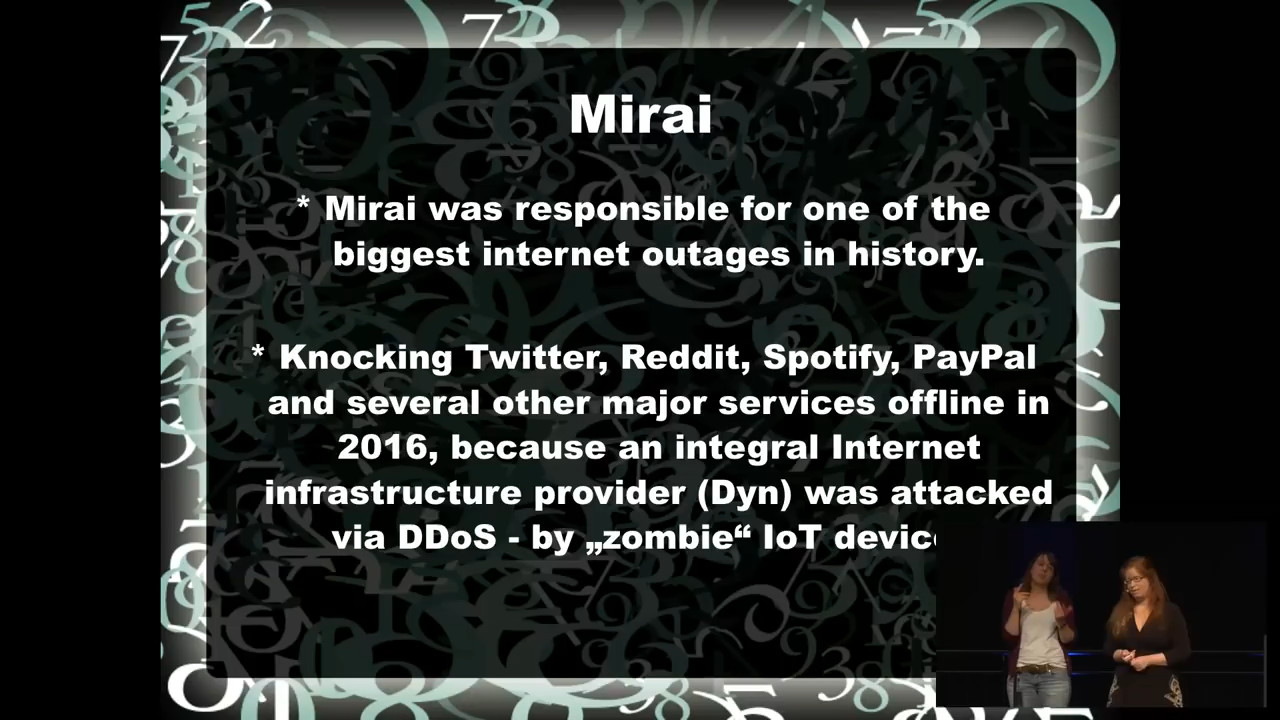 Mirai
* Mirai was responsible for one of the
biggest internet outages in history.
* Knocking Twitter, Reddit, Spotify, PayPal
and several other major services offline in
2016, because an integral Internet
infrastructure provider (Dyn) was attacked
via DDoS - by „zombie“ IoT